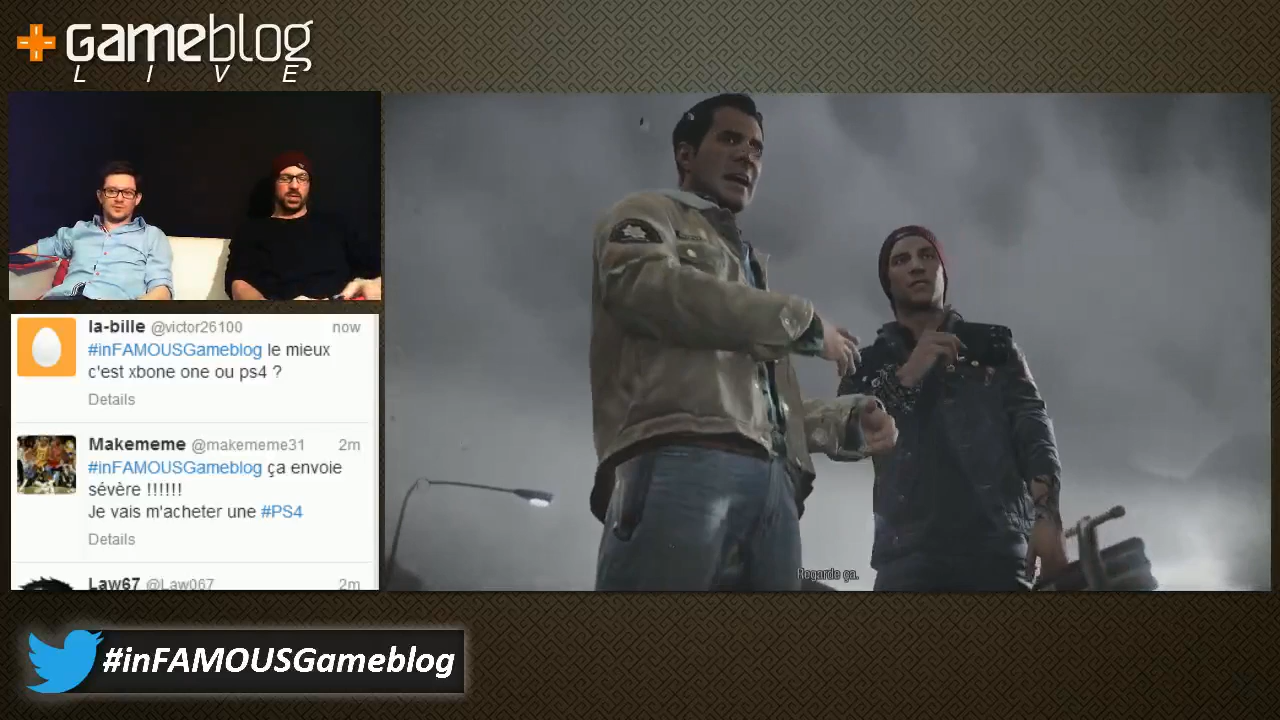 gameblog
LIVE
la-bille @victor26100 now
#inFAMOUSGameblog le mieux
c'est xbone one ou ps4 ?
Details
Makememe @makememe31 2m
#inFAMOUSGameblog ça envoie
sévère !!!!!!
Je vais m'acheter une #PS4
Details
Law67 @Law067 2m
Regarde ça.
#inFAMOUSGameblog